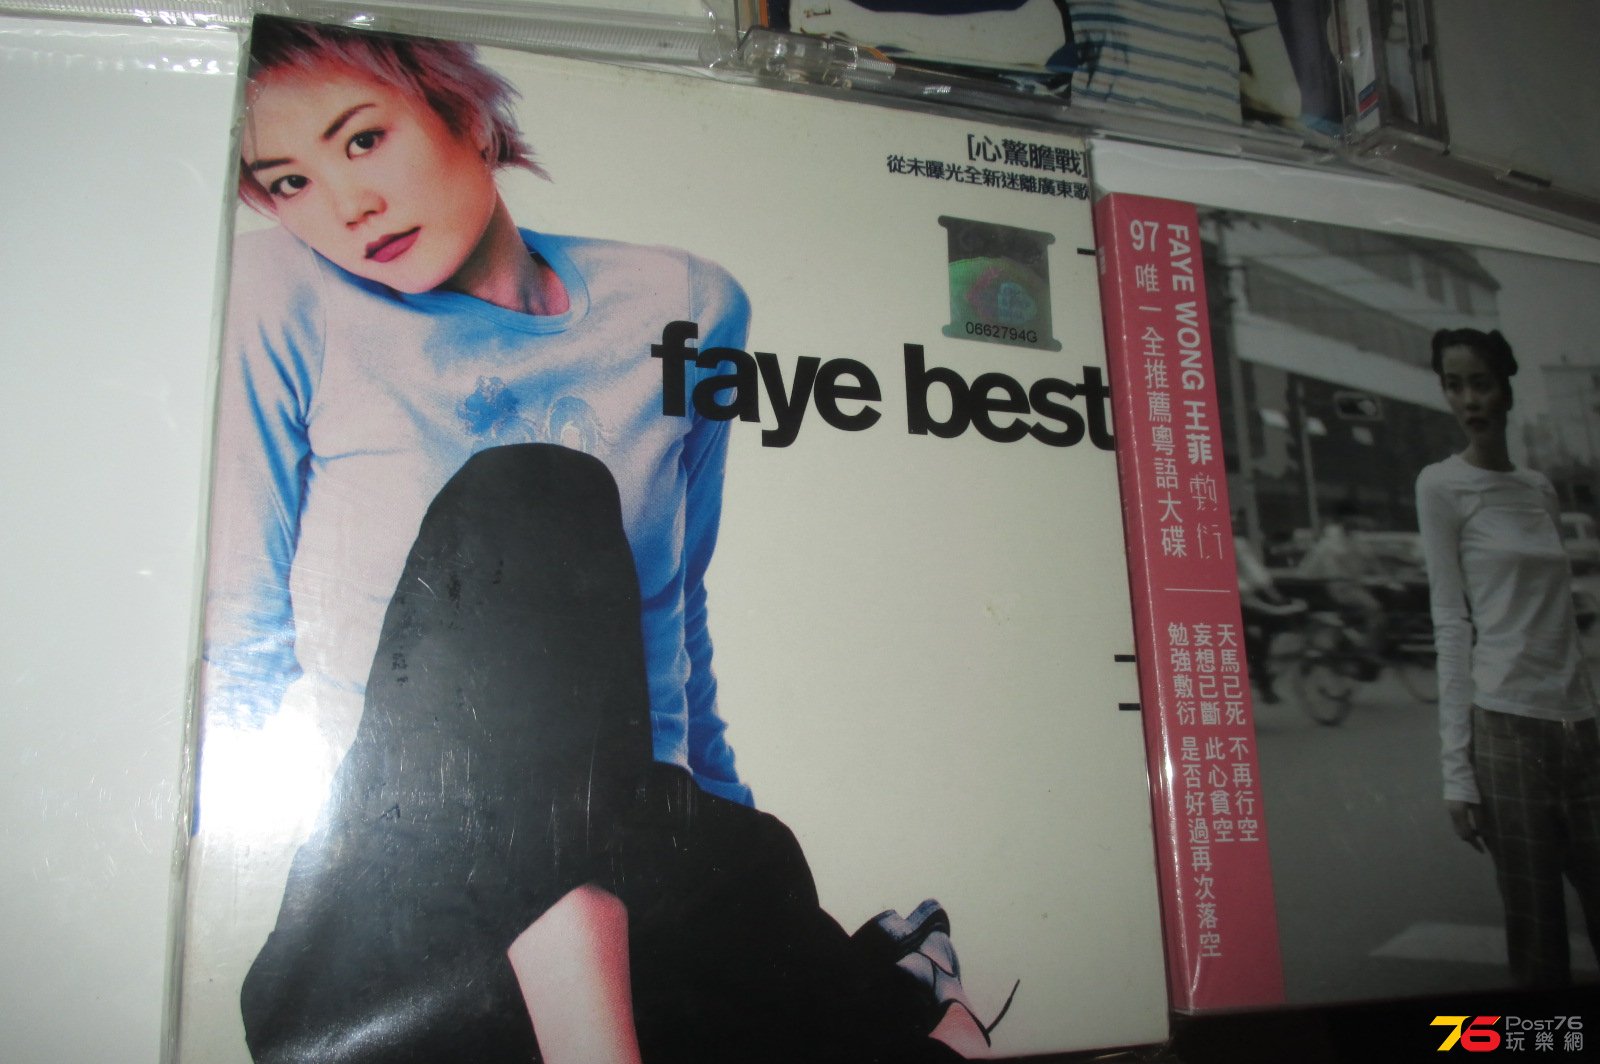 [心驚膽戰]
從未曝光全新迷離廣東歌
0662794G
faye best
FAYE WONG 王菲 敷衍
97 唯一全推薦粵語大碟
天馬已死 不再行空
妄想已斷 此心貧空
勉強敷衍 是否好過再次落空
76 POST76
玩樂網